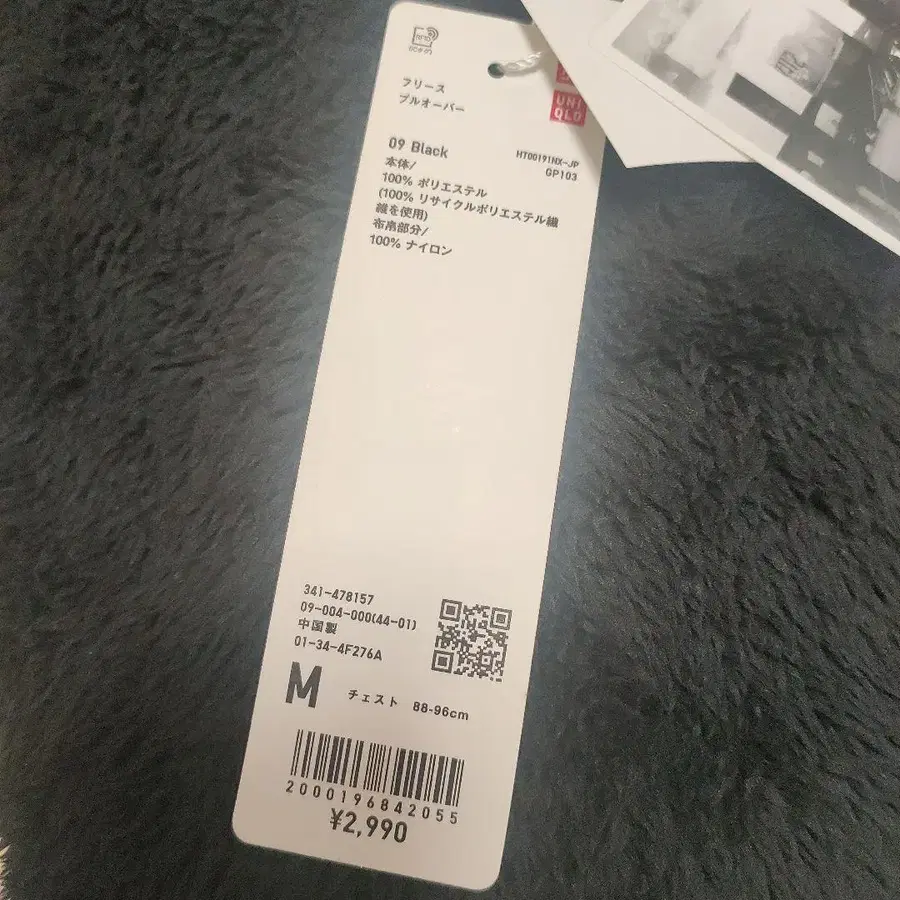 フリース
プルオーバー
UNI
QLO
09 Black
HT00191HX-JP
GP103
本体/
100% ポリエステル
(100% リサイクルポリエステル繊
維を使用)
布帛部分/
100% ナイロン
341-478157
09-004-000(44-01)
中国製
01-34-4F276A
M チェスト 88-96cm
2000196842055
¥2,990